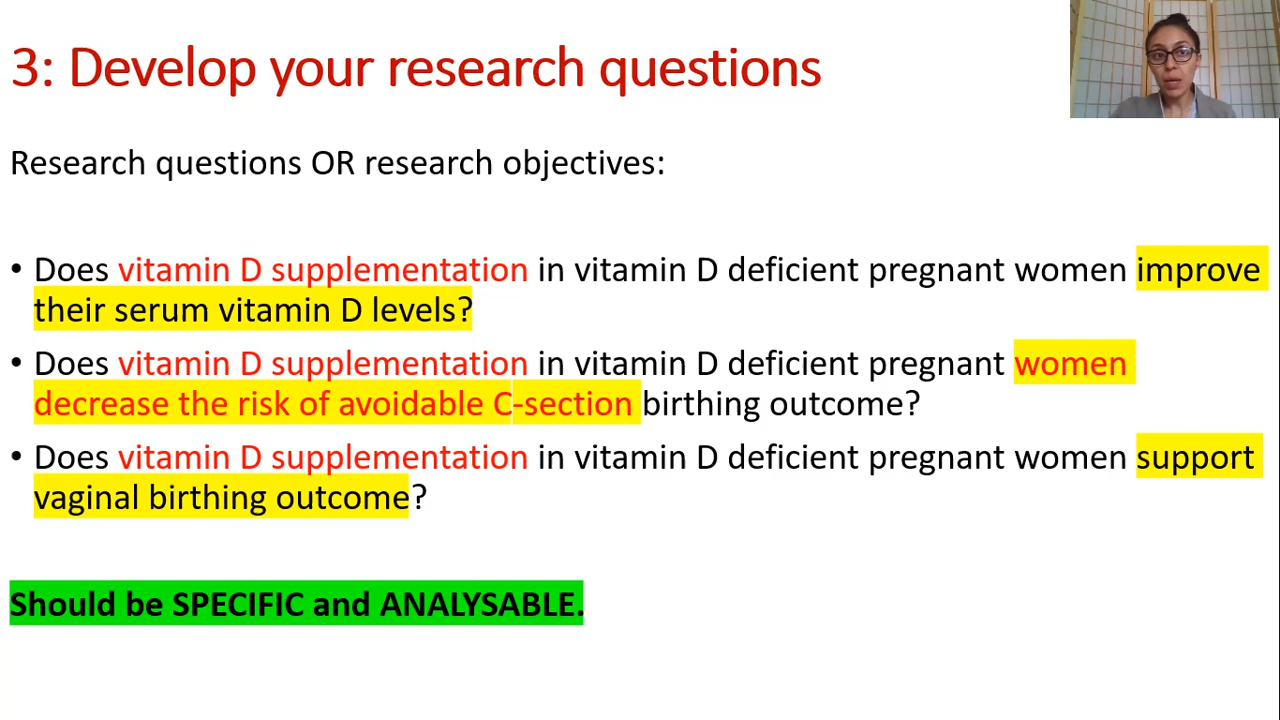 3: Develop your research questions
Research questions OR research objectives:
• Does vitamin D supplementation in vitamin D deficient pregnant women improve
their serum vitamin D levels?
• Does vitamin D supplementation in vitamin D deficient pregnant women
decrease the risk of avoidable C-section birthing outcome?
• Does vitamin D supplementation in vitamin D deficient pregnant women support
vaginal birthing outcome?
Should be SPECIFIC and ANALYSABLE.